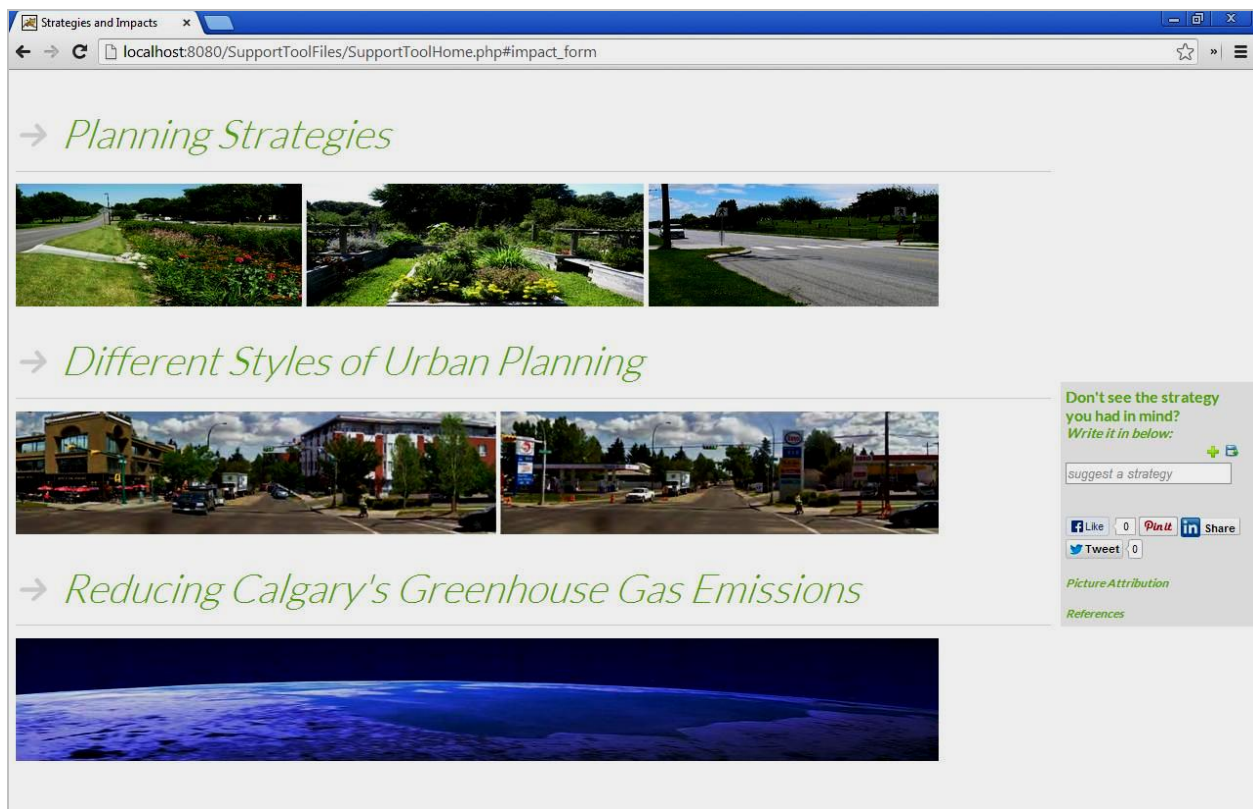 Strategies and Impacts
localhost:8080/SupportToolFiles/SupportToolHome.php#impact_form
Planning Strategies
Different Styles of Urban Planning
Don't see the strategy
you had in mind?
Write it in below:
suggest a strategy
Like 0 Pin it in Share
Tweet 0
Picture Attribution
References
Reducing Calgary's Greenhouse Gas Emissions